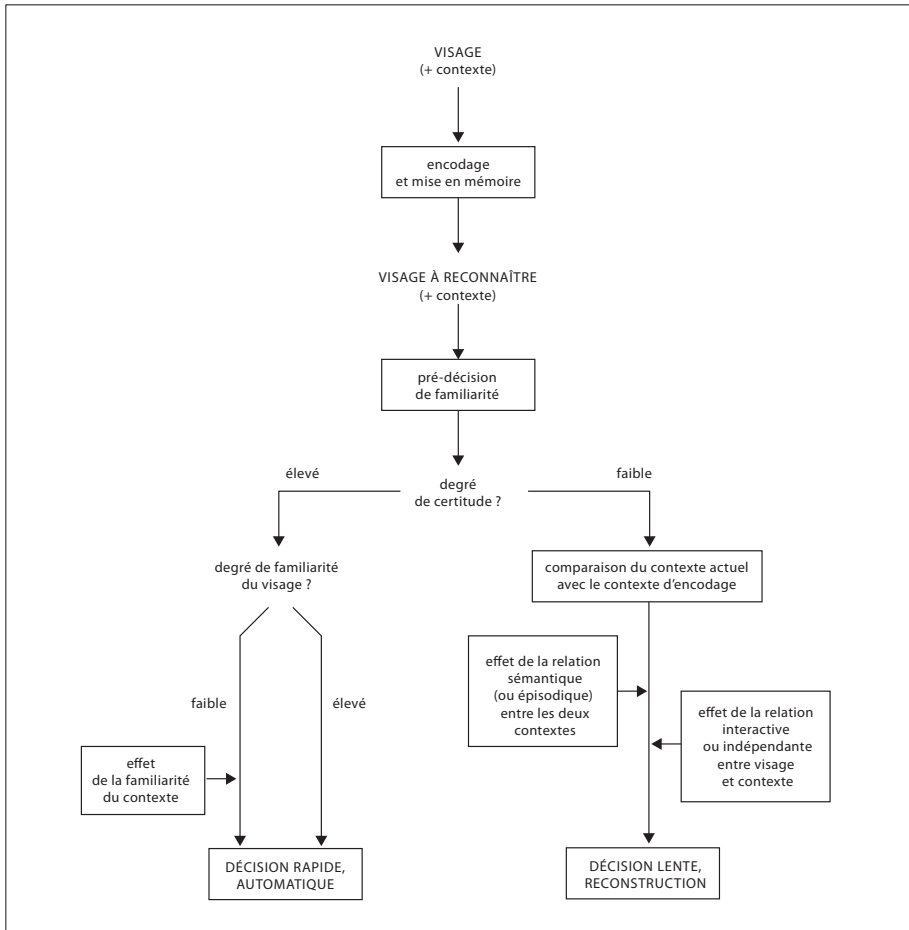 VISAGE
(+ contexte)
encodage
et mise en mémoire
VISAGE À RECONNAÎTRE
(+ contexte)
pré-décision
de familiarité
élevé
degré
de certitude ?
faible
degré de familiarité
du visage ?
comparaison du contexte actuel
avec le contexte d'encodage
faible
élevé
effet
de la familiarité
du contexte
effet de la relation
sémantique
(ou épisodique)
entre les deux
contextes
effet de la relation
interactive
ou indépendante
entre visage
et contexte
DÉCISION RAPIDE,
AUTOMATIQUE
DÉCISION LENTE,
RECONSTRUCTION